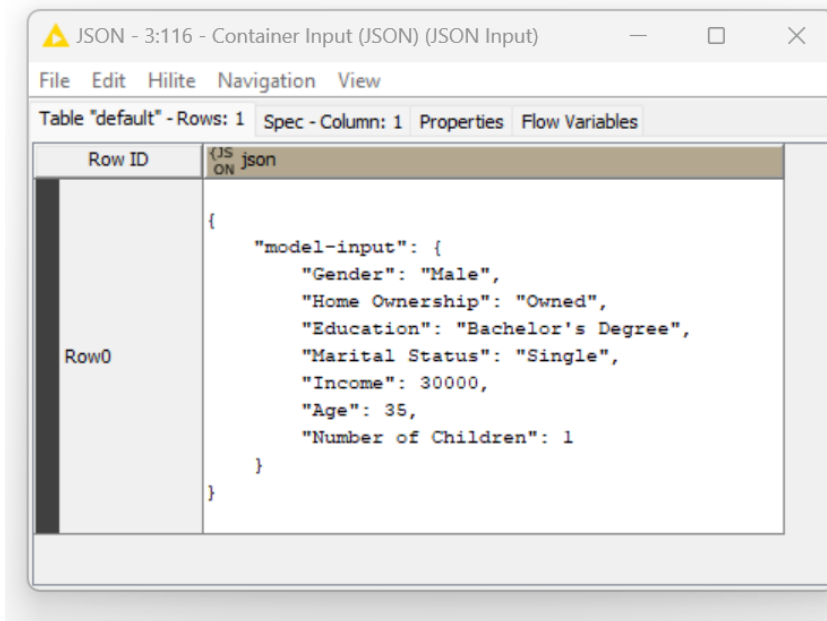 JSON - 3:116 - Container Input (JSON) (JSON Input)
File Edit Hilite Navigation View
Table "default" - Rows: 1 Spec - Column: 1 Properties Flow Variables
Row ID {JS ON json
Row0
{
    "model-input": {
        "Gender": "Male",
        "Home Ownership": "Owned",
        "Education": "Bachelor's Degree",
        "Marital Status": "Single",
        "Income": 30000,
        "Age": 35,
        "Number of Children": 1
    }
}